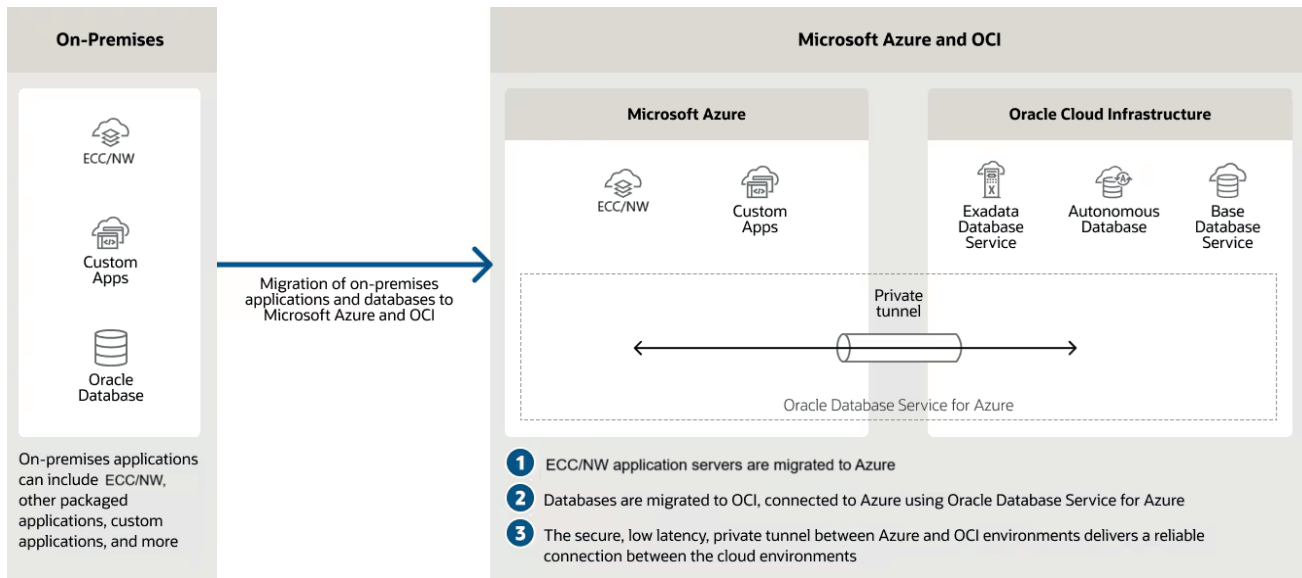 On-Premises
ECC/NW
Custom
Apps
Oracle
Database
On-premises applications
can include ECC/NW,
other packaged
applications, custom
applications, and more
Migration of on-premises
applications and databases to
Microsoft Azure and OCI
Microsoft Azure and OCI
Microsoft Azure
ECC/NW
Custom
Apps
Oracle Cloud Infrastructure
X
Exadata
Database
Service
A
Autonomous
Database
Base
Database
Service
Private
tunnel
Oracle Database Service for Azure
1 ECC/NW application servers are migrated to Azure
2 Databases are migrated to OCI, connected to Azure using Oracle Database Service for Azure
3 The secure, low latency, private tunnel between Azure and OCI environments delivers a reliable
connection between the cloud environments